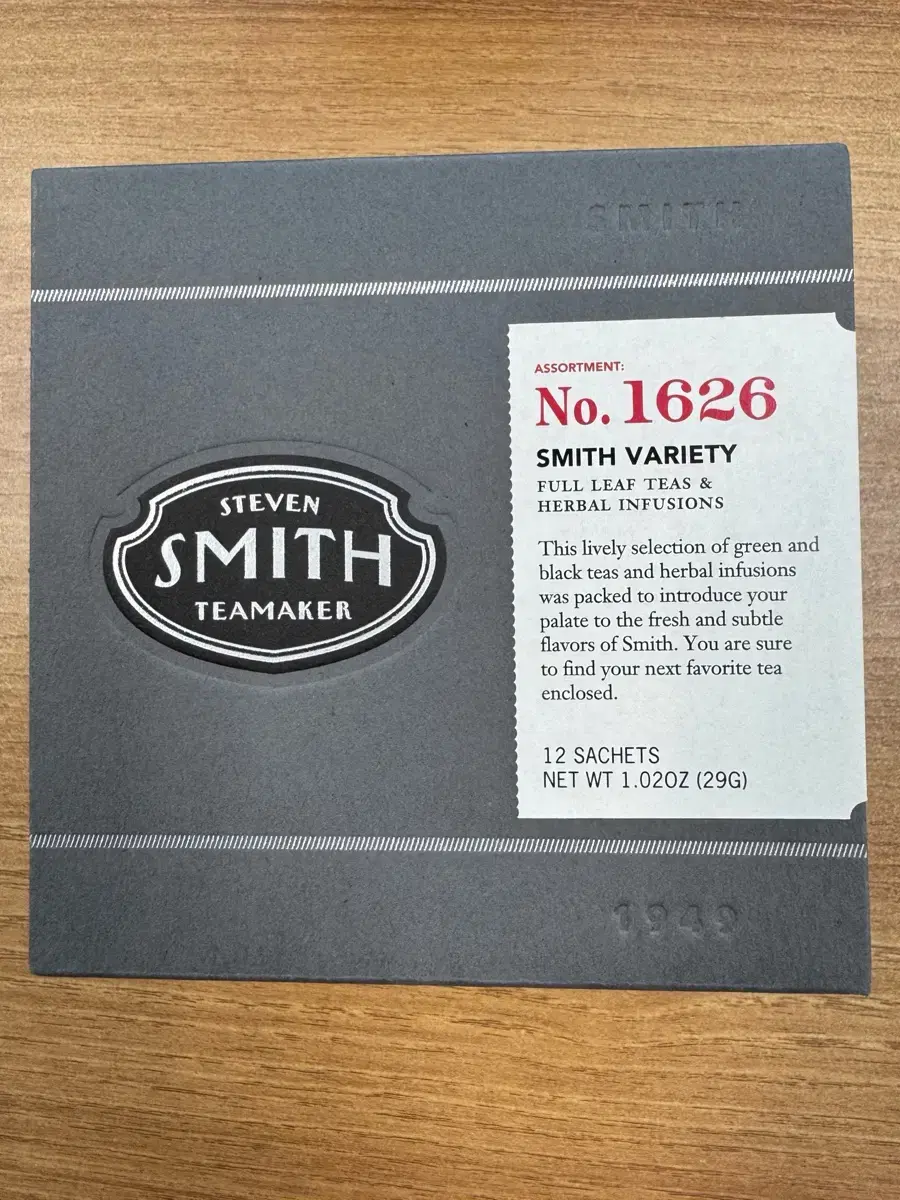 SMITH
ASSORTMENT:
No. 1626
SMITH VARIETY
FULL LEAF TEAS &
HERBAL INFUSIONS
This lively selection of green and
black teas and herbal infusions
was packed to introduce your
palate to the fresh and subtle
flavors of Smith. You are sure
to find your next favorite tea
enclosed.
12 SACHETS
NET WT 1.02OZ (29G)
STEVEN
SMITH
TEAMAKER
1949